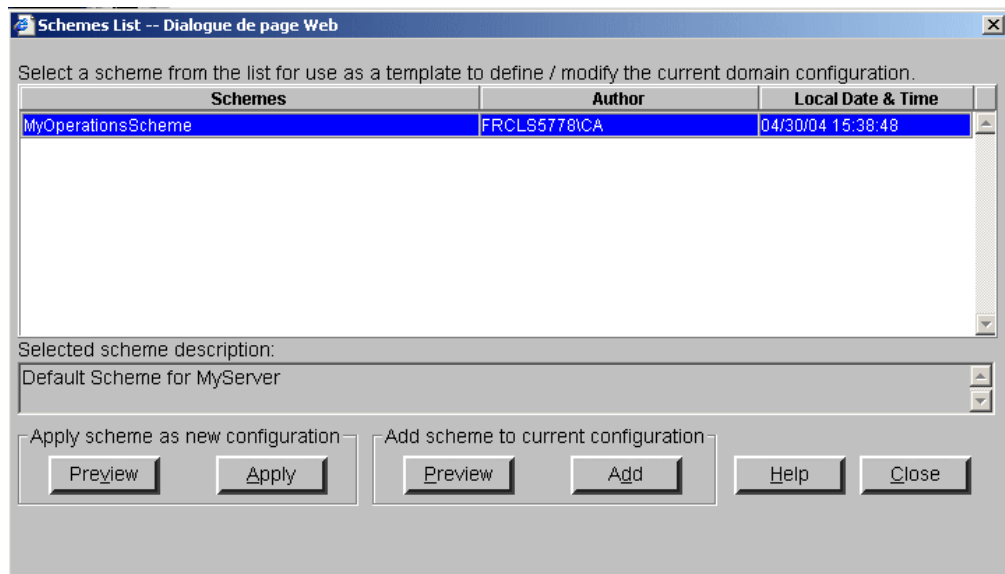 Schemes List -- Dialogue de page Web
Select a scheme from the list for use as a template to define / modify the current domain configuration.
Schemes Author Local Date & Time
MyOperationsScheme FRCLS5778\CA 04/30/04 15:38:48
Selected scheme description:
Default Scheme for MyServer
Apply scheme as new configuration Add scheme to current configuration
Preview Apply Preview Add Help Close